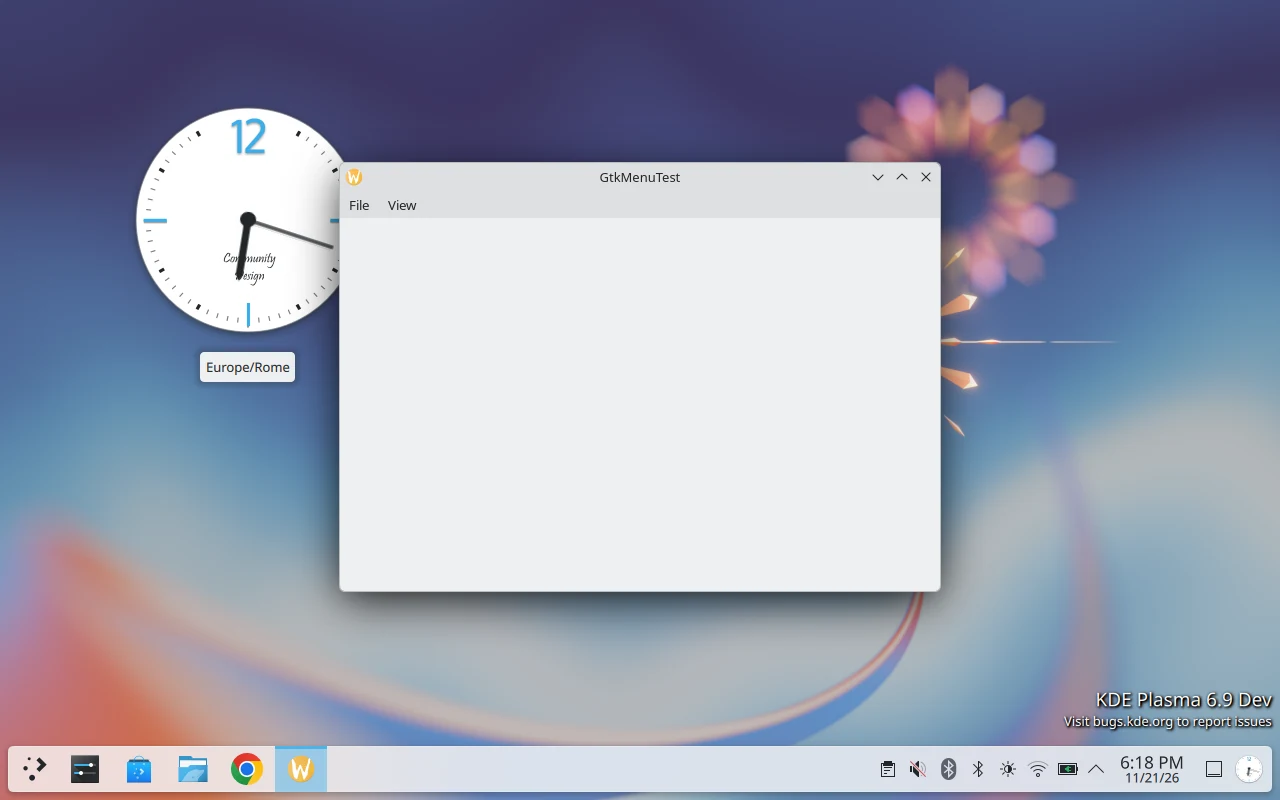 12
Community
Design
Europe/Rome
GtkMenuTest
File View
KDE Plasma 6.9 Dev
Visit bugs.kde.org to report issues
6:18 PM
11/21/26